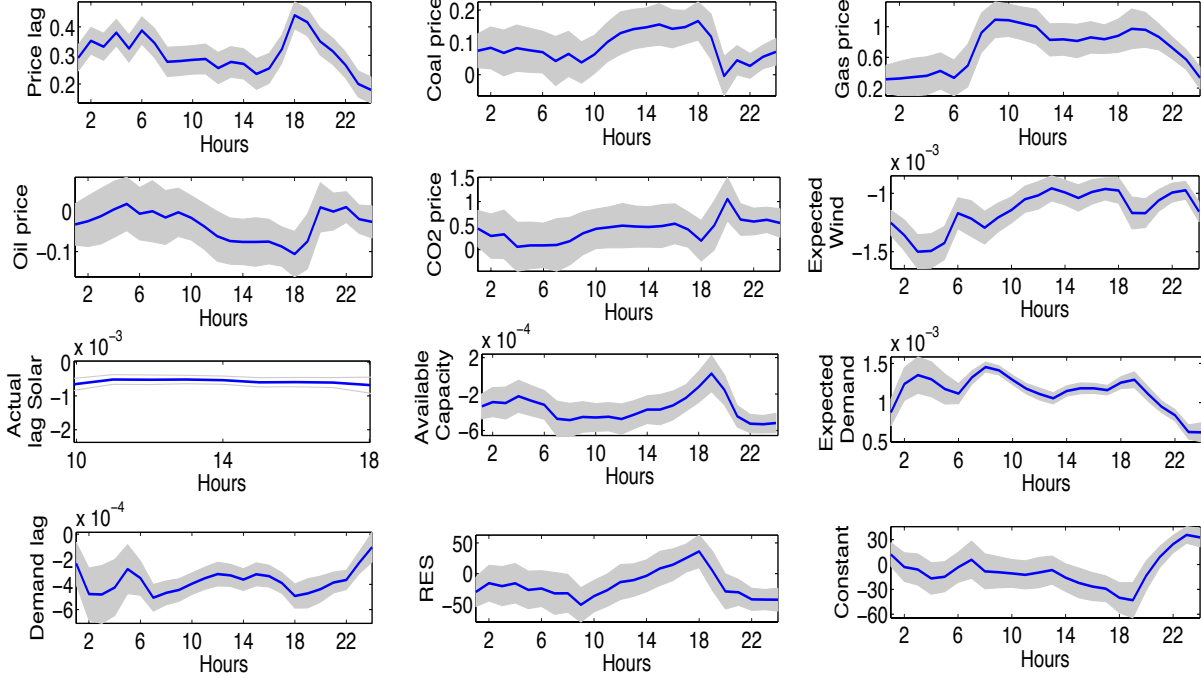 Price lag
0.4
0.3
0.2
2 6 10 14 18 22
Hours
Coal price
0.2
0.1
0
2 6 10 14 18 22
Hours
Gas price
1
0.6
0.2
2 6 10 14 18 22
Hours
Oil price
0
−0.1
2 6 10 14 18 22
Hours
CO2 price
1.5
1.0
0.5
0
2 6 10 14 18 22
Hours
x 10⁻³
Expected
Wind
−1
−1.5
2 6 10 14 18 22
Hours
x 10⁻³
Actual
lag Solar
0
−1
−2
10 14 18
Hours
x 10⁻⁴
Available
Capacity
2
−2
−6
2 6 10 14 18 22
Hours
x 10⁻³
Expected
Demand
1.5
1
0.5
2 6 10 14 18 22
Hours
x 10⁻⁴
Demand lag
0
−2
−4
−6
2 6 10 14 18 22
Hours
RES
50
0
−50
2 6 10 14 18 22
Hours
Constant
30
0
−30
−60
2 6 10 14 18 22
Hours